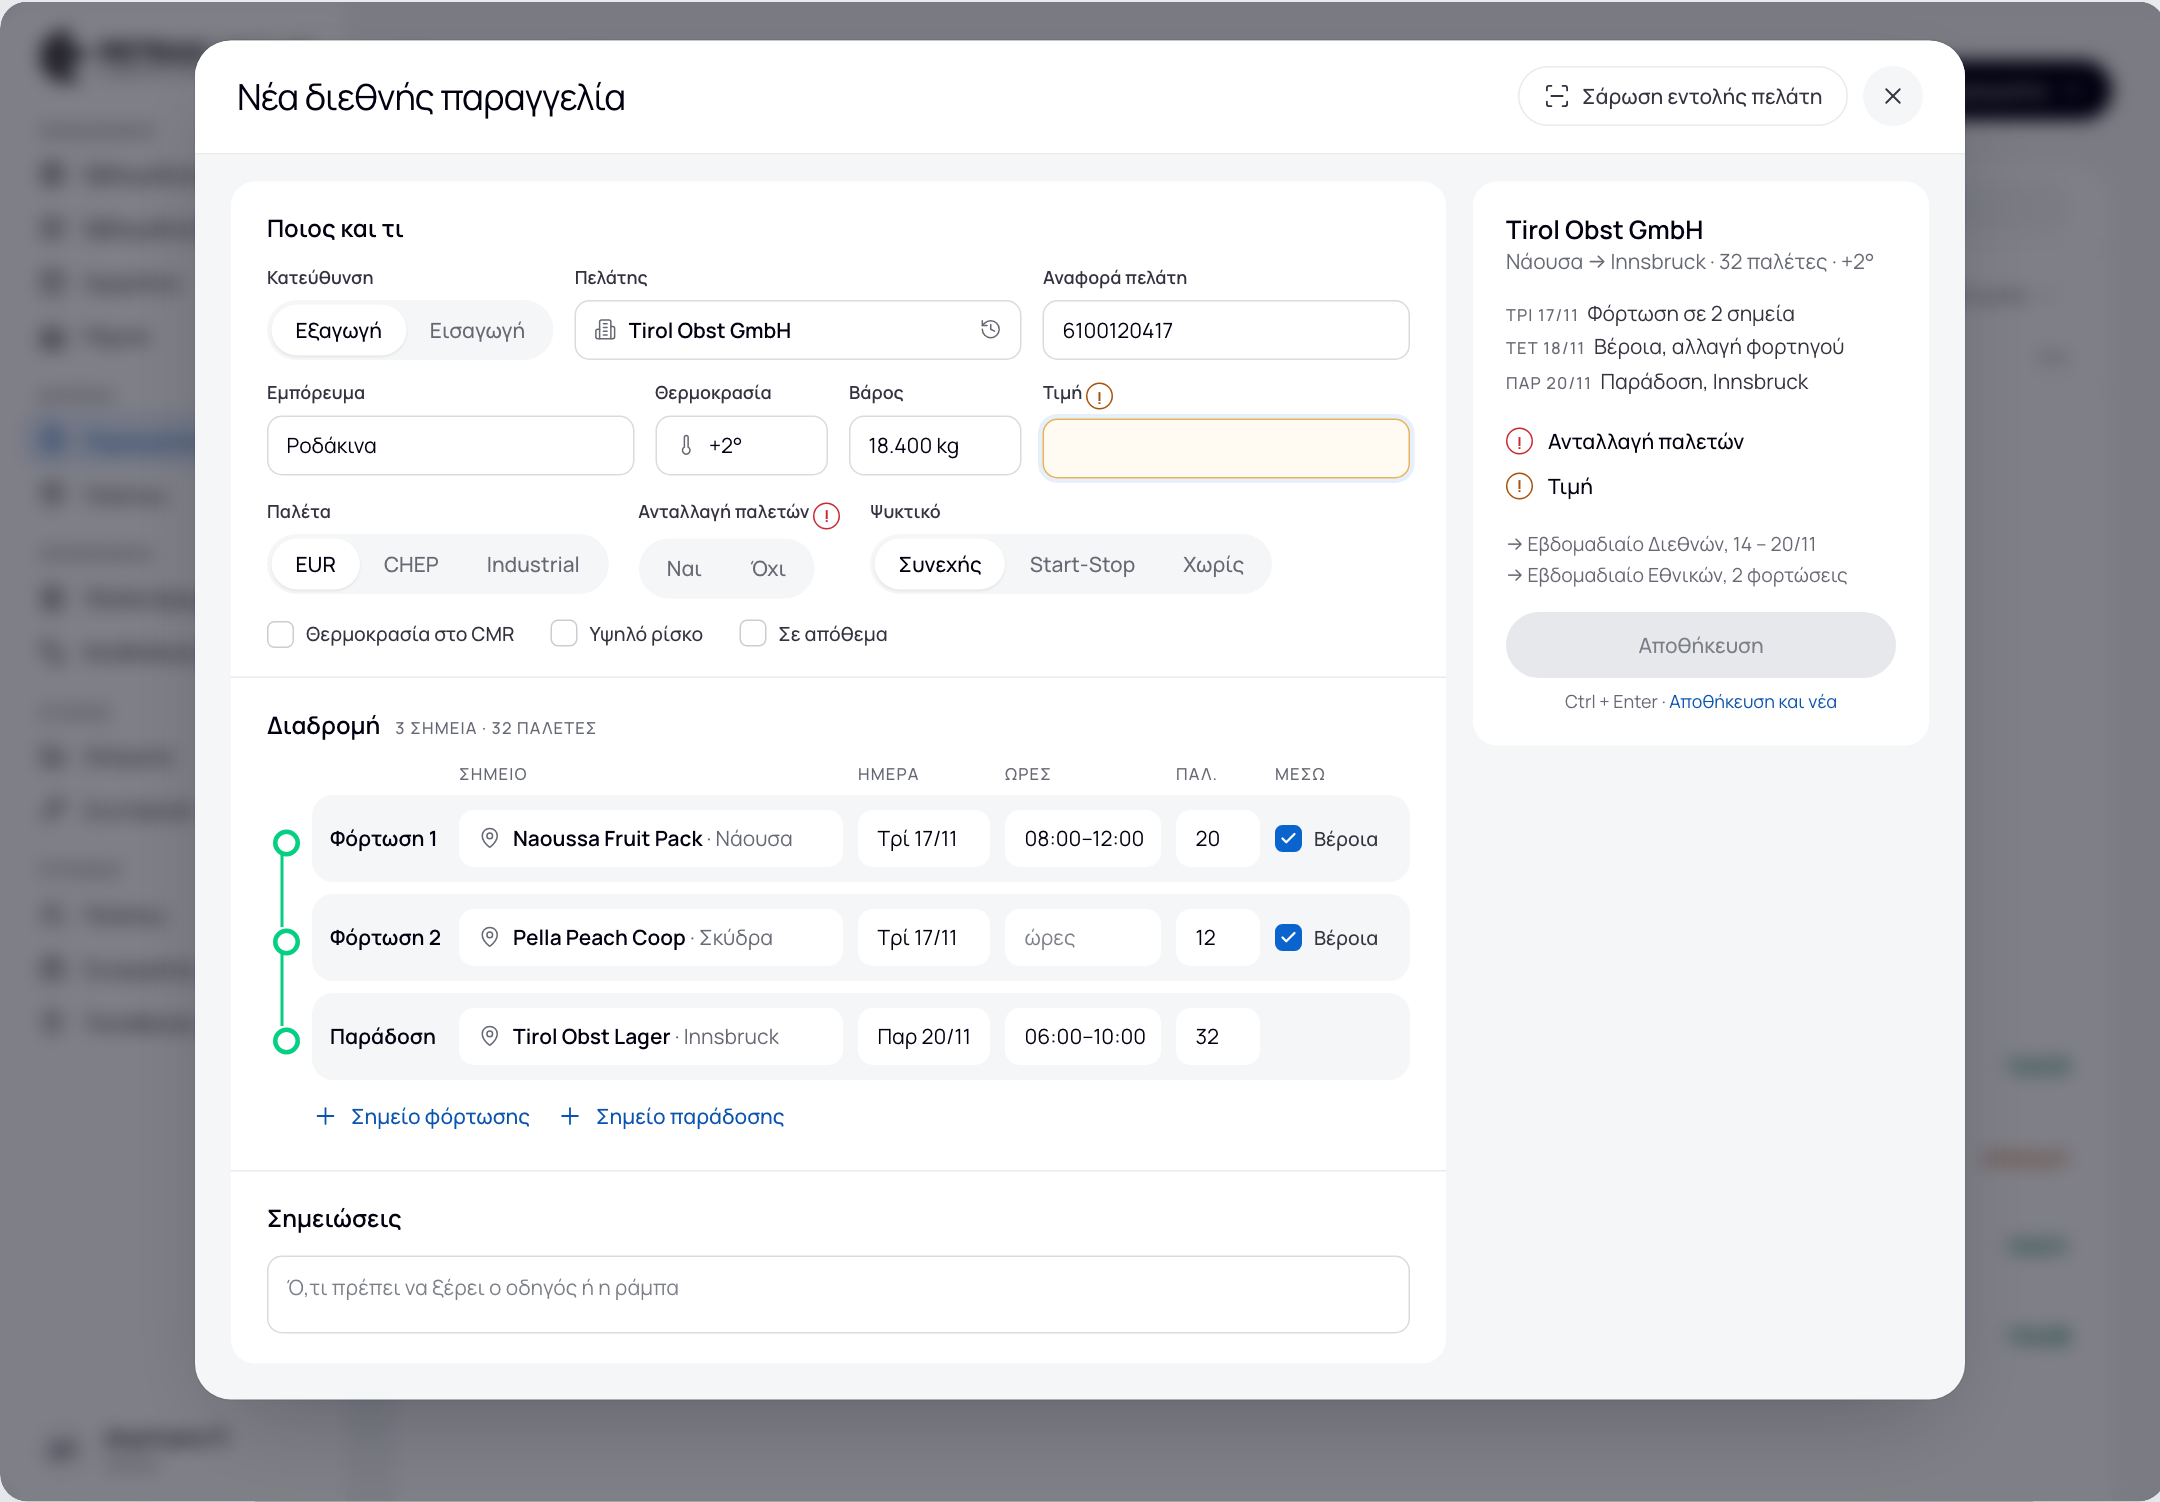 Νέα διεθνής παραγγελία
Σάρωση εντολής πελάτη
Ποιος και τι
Κατεύθυνση
Πελάτης
Αναφορά πελάτη
Εξαγωγή
Εισαγωγή
Tirol Obst GmbH
6100120417
Εμπόρευμα
Θερμοκρασία
Βάρος
Τιμή
Ροδάκινα
+2°
18.400 kg
Παλέτα
Ανταλλαγή παλετών
Ψυκτικό
EUR
CHEP
Industrial
Ναι
Όχι
Συνεχής
Start-Stop
Χωρίς
Θερμοκρασία στο CMR
Υψηλό ρίσκο
Σε απόθεμα
Διαδρομή 3 ΣΗΜΕΙΑ · 32 ΠΑΛΕΤΕΣ
ΣΗΜΕΙΟ
ΗΜΕΡΑ
ΩΡΕΣ
ΠΑΛ.
ΜΕΣΩ
Φόρτωση 1
Naoussa Fruit Pack · Νάουσα
Τρί 17/11
08:00–12:00
20
Βέροια
Φόρτωση 2
Pella Peach Coop · Σκύδρα
Τρί 17/11
ώρες
12
Βέροια
Παράδοση
Tirol Obst Lager · Innsbruck
Παρ 20/11
06:00–10:00
32
Σημείο φόρτωσης
Σημείο παράδοσης
Σημειώσεις
Ό,τι πρέπει να ξέρει ο οδηγός ή η ράμπα
Tirol Obst GmbH
Νάουσα → Innsbruck · 32 παλέτες · +2°
ΤΡΙ 17/11 Φόρτωση σε 2 σημεία
ΤΕΤ 18/11 Βέροια, αλλαγή φορτηγού
ΠΑΡ 20/11 Παράδοση, Innsbruck
Ανταλλαγή παλετών
Τιμή
→ Εβδομαδιαίο Διεθνών, 14 – 20/11
→ Εβδομαδιαίο Εθνικών, 2 φορτώσεις
Αποθήκευση
Ctrl + Enter · Αποθήκευση και νέα